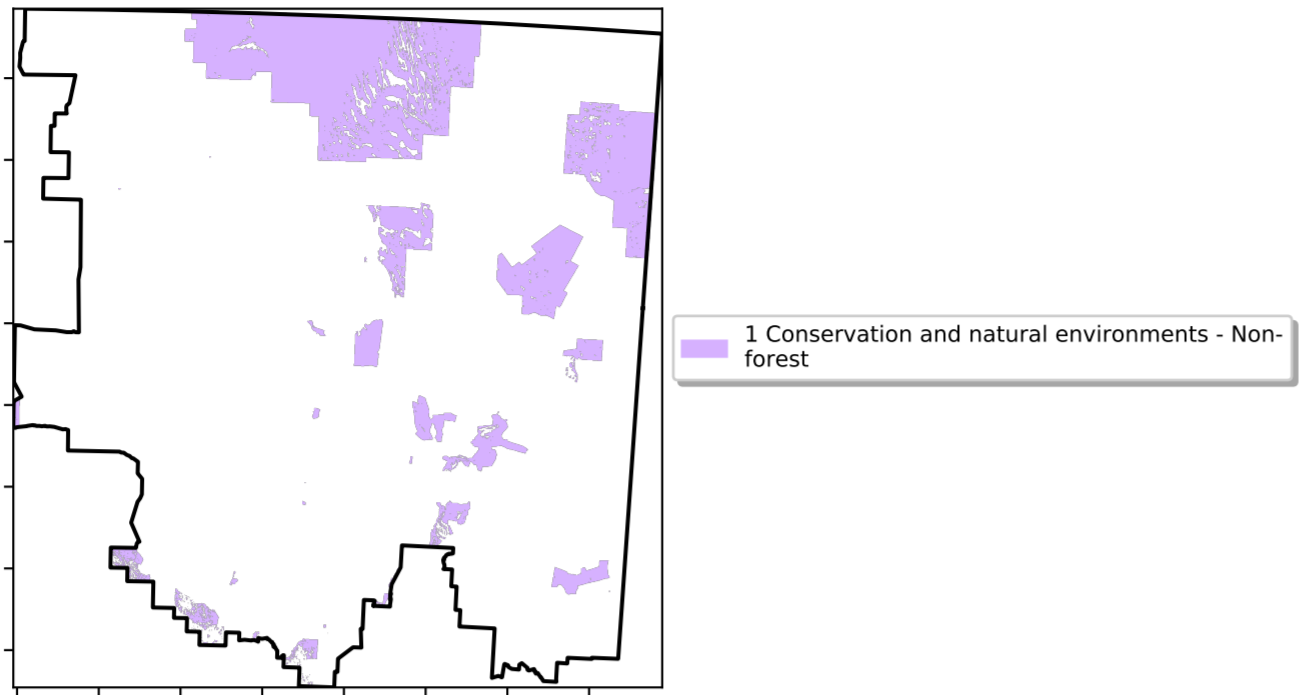 1 Conservation and natural environments - Non-
forest